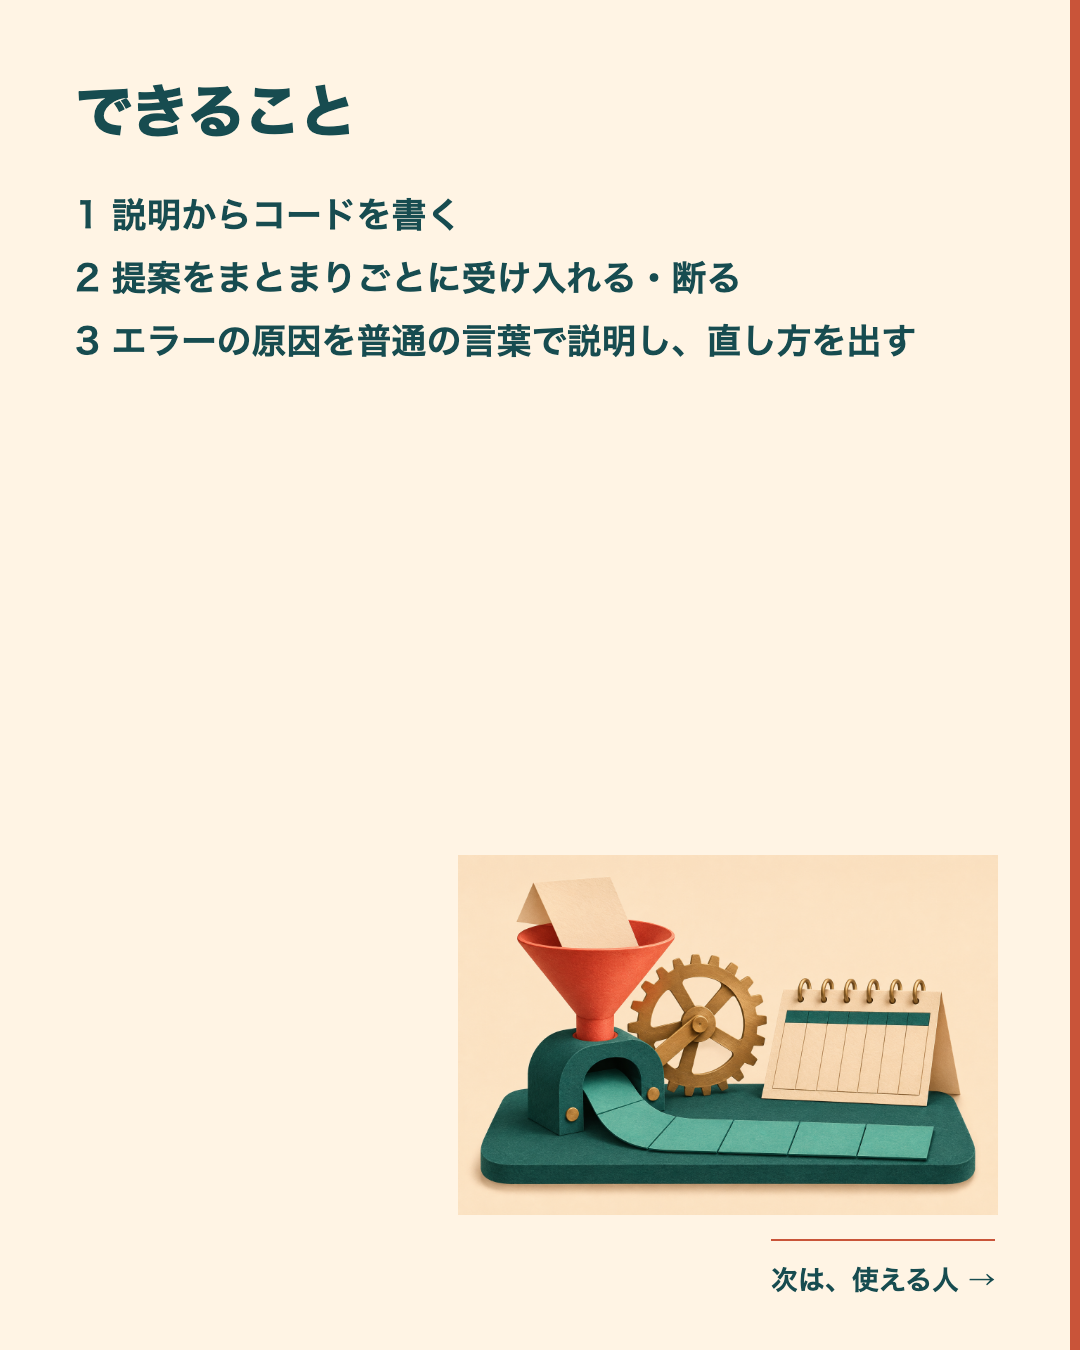 できること
1 説明からコードを書く
2 提案をまとまりごとに受け入れる・断る
3 エラーの原因を普通の言葉で説明し、直し方を出す
次は、使える人 →